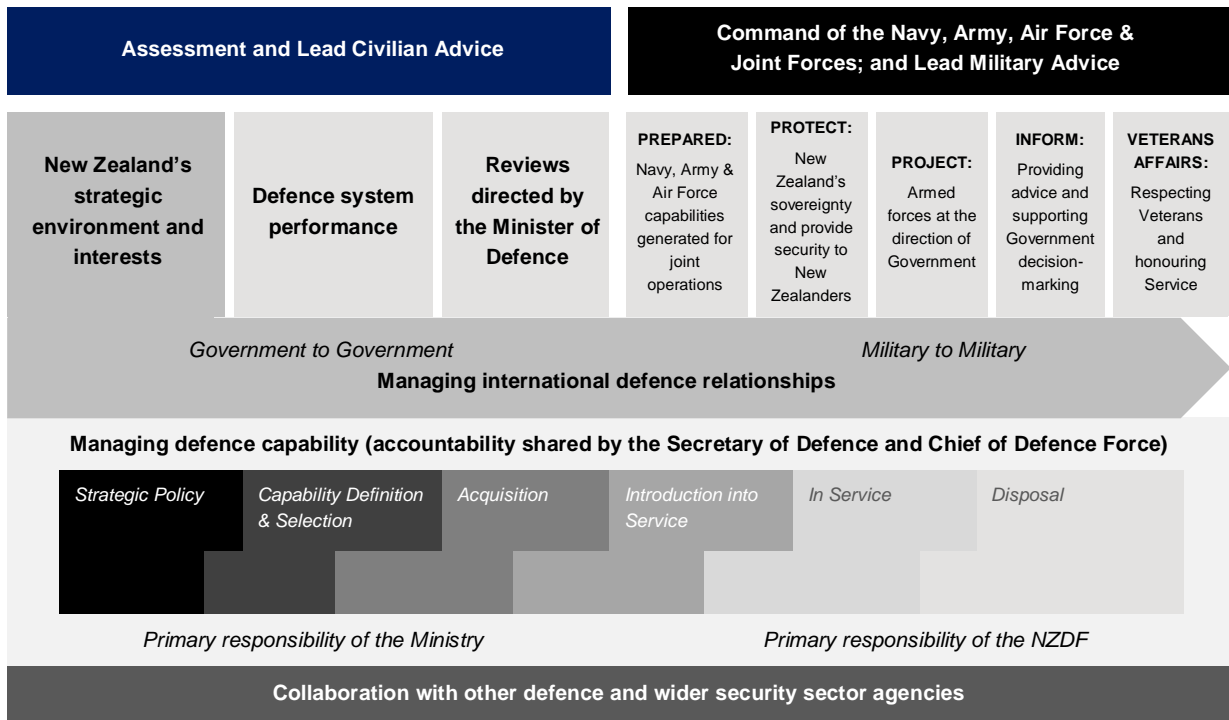 Assessment and Lead Civilian Advice
Command of the Navy, Army, Air Force &
Joint Forces; and Lead Military Advice
New Zealand’s
strategic
environment and
interests
Defence system
performance
Reviews
directed by
the Minister of
Defence
PREPARED:
Navy, Army &
Air Force
capabilities
generated for
joint
operations
PROTECT:
New
Zealand’s
sovereignty
and provide
security to
New
Zealanders
PROJECT:
Armed
forces at the
direction of
Government
INFORM:
Providing
advice and
supporting
Government
decision-
marking
VETERANS
AFFAIRS:
Respecting
Veterans
and
honouring
Service
Government to Government
Military to Military
Managing international defence relationships
Managing defence capability (accountability shared by the Secretary of Defence and Chief of Defence Force)
Strategic Policy
Capability Definition
& Selection
Acquisition
Introduction into
Service
In Service
Disposal
Primary responsibility of the Ministry
Primary responsibility of the NZDF
Collaboration with other defence and wider security sector agencies